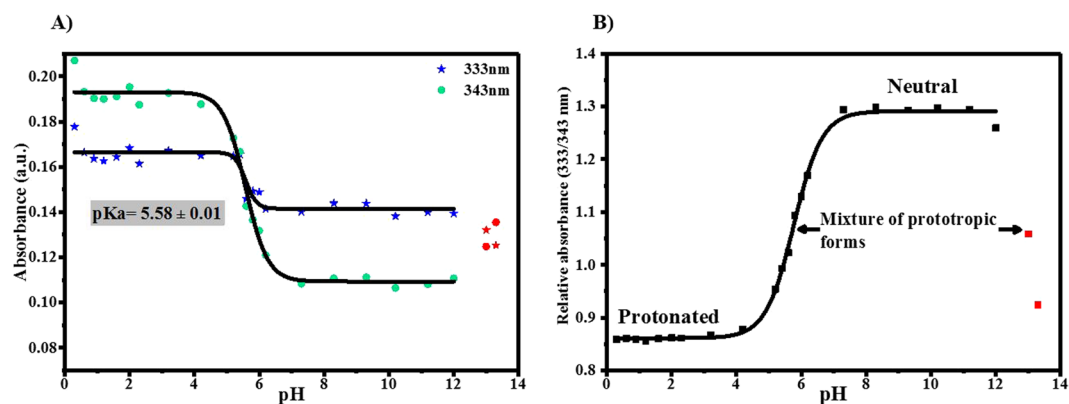 A)
0.20
0.18
0.16
0.14
0.12
0.10
0.08
Absorbance (a.u.)
333nm
343nm
pKa= 5.58 ± 0.01
0 2 4 6 8 10 12 14
pH
B)
1.4
1.3
1.2
1.1
1.0
0.9
0.8
Relative absorbance (333/343 nm)
Neutral
Mixture of prototropic
forms
Protonated
0 2 4 6 8 10 12 14
pH